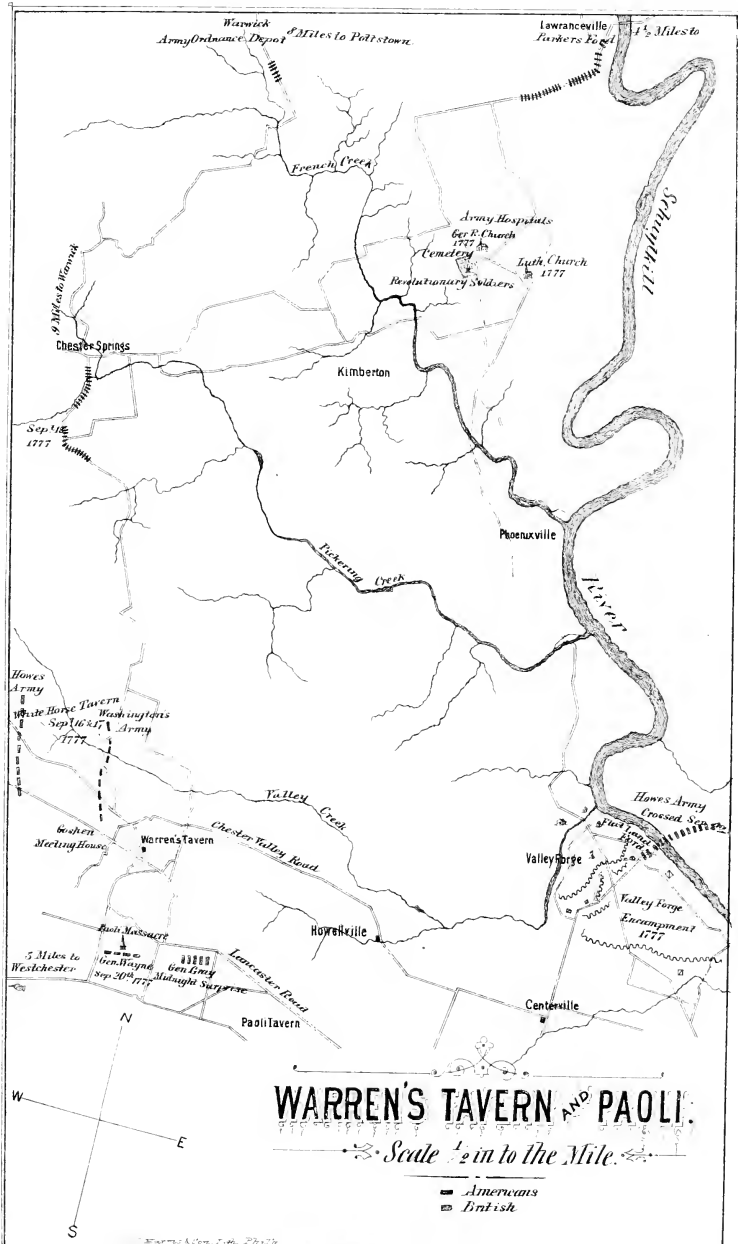 Warwick
Army Ordnance Depot
8 Miles to Pottstown
Lawranceville
Parkers Ford
4 1/2 Miles to
French Creek
Schuylkill
Army Hospitals
Ger R. Church
1777
Cemetery
Luth. Church
1777
Revolutionary Soldiers
9 Miles to Warwick
Chester Springs
Kimberton
Sept. 18
1777
Phoenixville
Pickering Creek
River
Howes
Army
White Horse Tavern
Sept. 16 & 17
1777
Washingtons
Army
Valley Creek
Howes Army
Crossed Sep.
Flat Land
Ford
Goshen
Meeting House
Warren's Tavern
Chester Valley Road
Valley Forge
Valley Forge
Encampment
1777
Howellville
Paoli Massacre
5 Miles to
Westchester
Gen. Wayne
Sep 20th 1777
Gen. Gray
Midnight Surprise
Lancaster Road
Paoli Tavern
Centerville
N
W
E
S
WARREN'S TAVERN AND PAOLI.
Scale 1/2 in to the Mile.
Americans
British